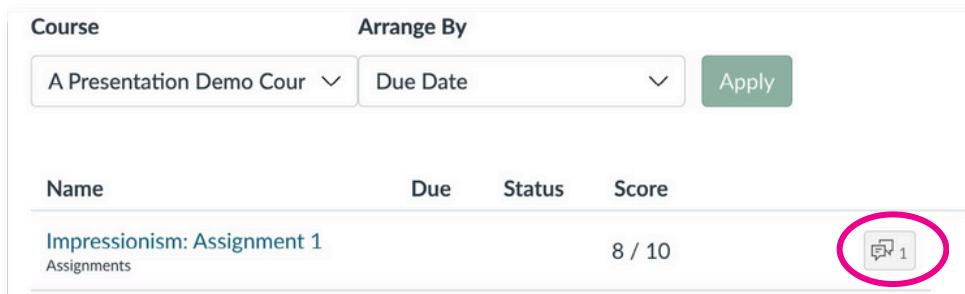 Course Arrange By
A Presentation Demo Cour Due Date Apply
Name Due Status Score
Impressionism: Assignment 1 8 / 10 1
Assignments